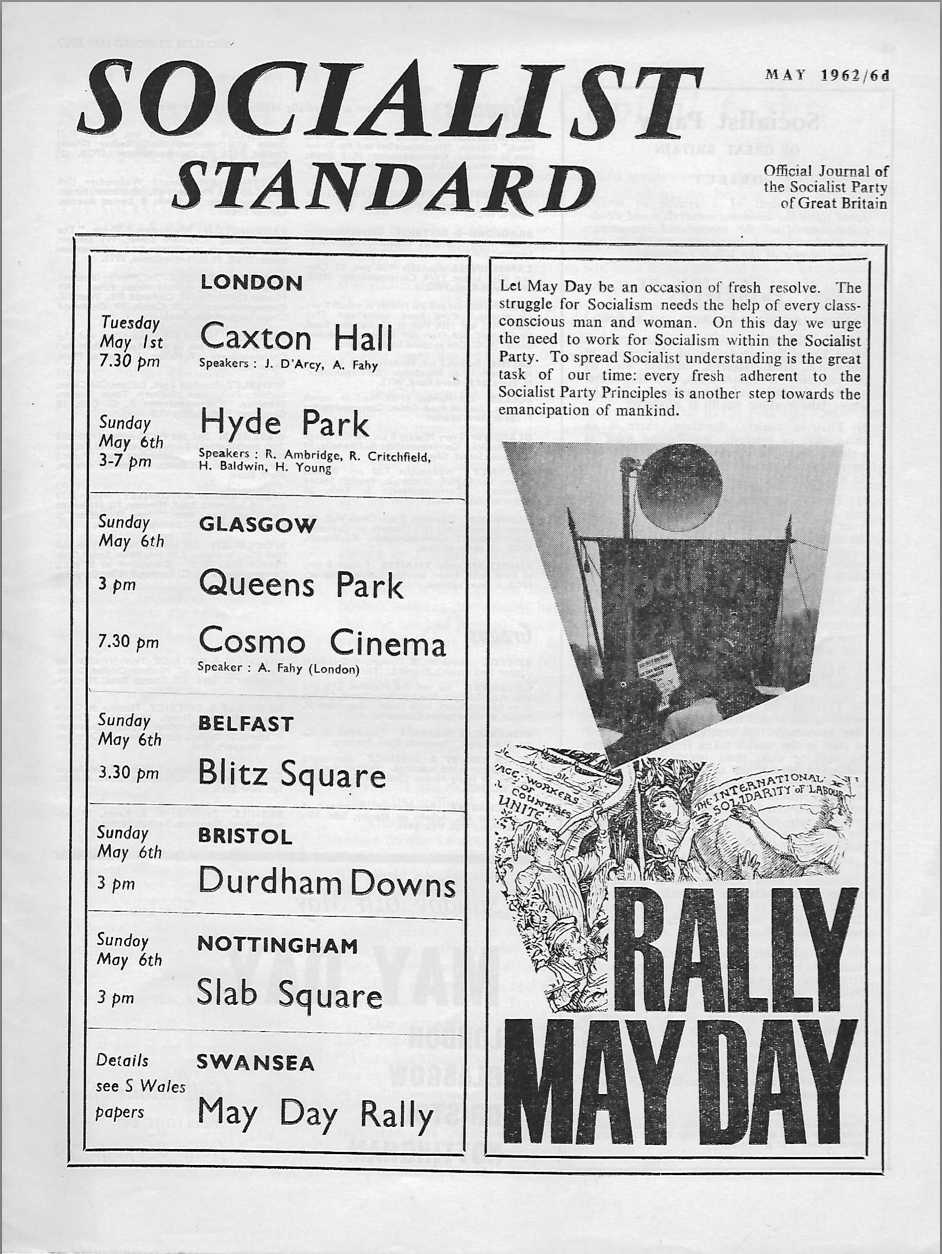 SOCIALIST
STANDARD
MAY 1962/6d
Official Journal of
the Socialist Party
of Great Britain
LONDON
Tuesday
May 1st
7.30 pm
Caxton Hall
Speakers : J. D'Arcy, A. Fahy
Sunday
May 6th
3-7 pm
Hyde Park
Speakers : R. Ambridge, R. Critchfield,
H. Baldwin, H. Young
Sunday
May 6th
GLASGOW
3 pm
Queens Park
7.30 pm
Cosmo Cinema
Speaker : A. Fahy (London)
Sunday
May 6th
BELFAST
3.30 pm
Blitz Square
Sunday
May 6th
BRISTOL
3 pm
Durdham Downs
Sunday
May 6th
NOTTINGHAM
3 pm
Slab Square
Details
see S Wales
papers
SWANSEA
May Day Rally
Let May Day be an occasion of fresh resolve. The
struggle for Socialism needs the help of every class-
conscious man and woman. On this day we urge
the need to work for Socialism within the Socialist
Party. To spread Socialist understanding is the great
task of our time: every fresh adherent to the
Socialist Party Principles is another step towards the
emancipation of mankind.
WORKERS
OF
COUNTRIES
UNITE
THE INTERNATIONAL
SOLIDARITY of LABOUR
RALLY
MAY DAY